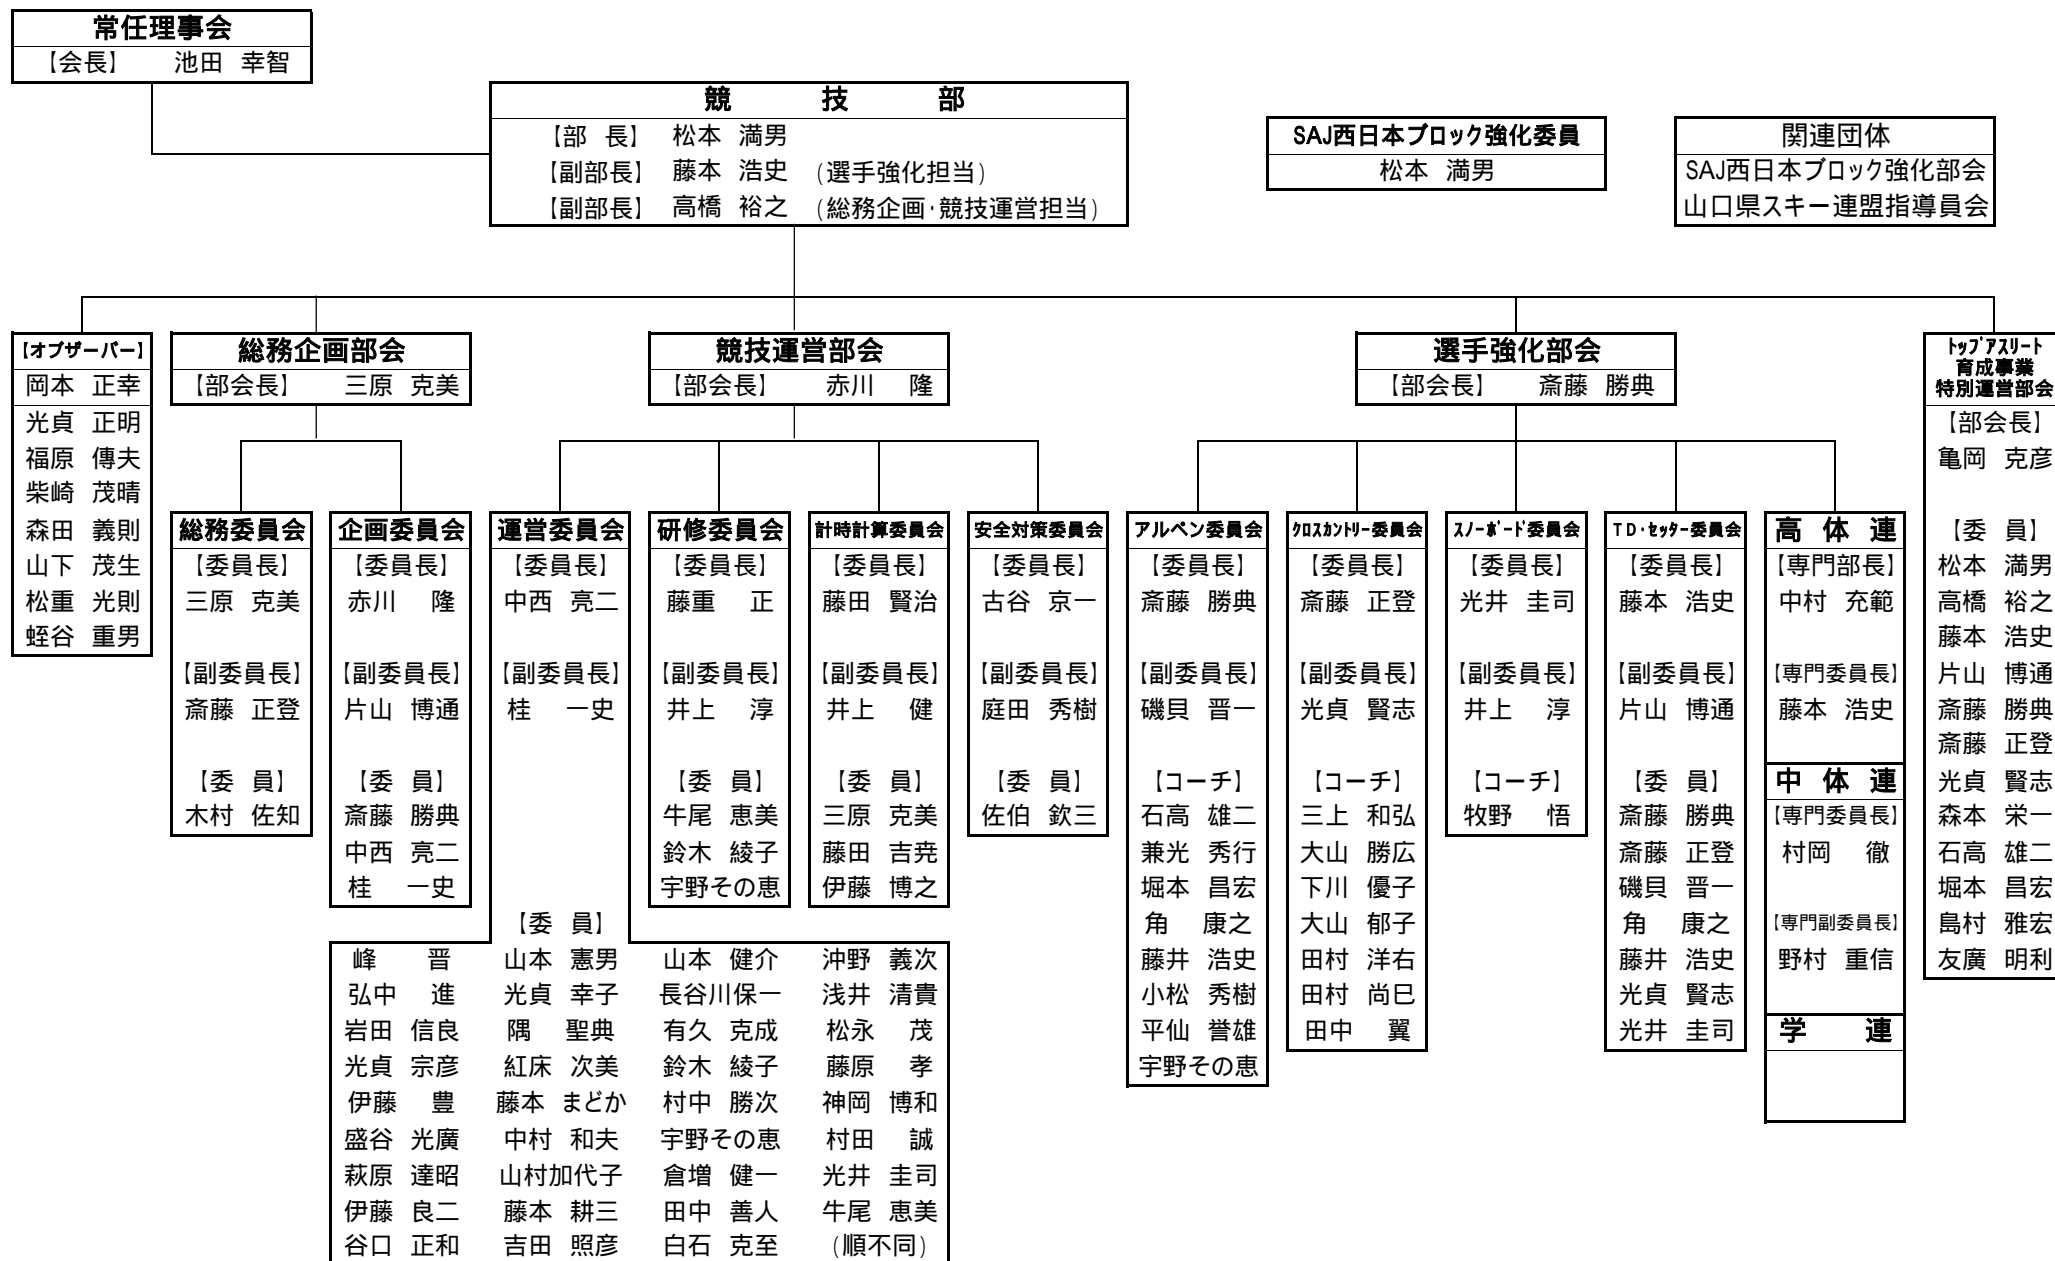 常任理事会
【会長】 池田 幸智
競 技 部
【部 長】 松本 満男
【副部長】 藤本 浩史 (選手強化担当)
【副部長】 高橋 裕之 (総務企画・競技運営担当)
SAJ西日本ブロック強化委員
松本 満男
関連団体
SAJ西日本ブロック強化部会
山口県スキー連盟指導員会
【オブザーバー】
岡本 正幸
光貞 正明
福原 傳夫
柴崎 茂晴
森田 義則
山下 茂生
松重 光則
蛭谷 重男
総務企画部会
【部会長】 三原 克美
総務委員会
【委員長】
三原 克美
【副委員長】
斎藤 正登
【委 員】
木村 佐知
企画委員会
【委員長】
赤川 隆
【副委員長】
片山 博通
【委 員】
斎藤 勝典
中西 亮二
桂 一史
競技運営部会
【部会長】 赤川 隆
運営委員会
【委員長】
中西 亮二
【副委員長】
桂 一史
【委 員】
峰 晋 山本 憲男 山本 健介 沖野 義次
弘中 進 光貞 幸子 長谷川保一 浅井 清貴
岩田 信良 隅 聖典 有久 克成 松永 茂
光貞 宗彦 紅床 次美 鈴木 綾子 藤原 孝
伊藤 豊 藤本 まどか 村中 勝次 神岡 博和
盛谷 光廣 中村 和夫 宇野その恵 村田 誠
萩原 達昭 山村加代子 倉増 健一 光井 圭司
伊藤 良二 藤本 耕三 田中 善人 牛尾 恵美
谷口 正和 吉田 照彦 白石 克至 (順不同)
研修委員会
【委員長】
藤重 正
【副委員長】
井上 淳
【委 員】
牛尾 恵美
鈴木 綾子
宇野その恵
計時計算委員会
【委員長】
藤田 賢治
【副委員長】
井上 健
【委 員】
三原 克美
藤田 吉尭
伊藤 博之
安全対策委員会
【委員長】
古谷 京一
【副委員長】
庭田 秀樹
【委 員】
佐伯 欽三
選手強化部会
【部会長】 斎藤 勝典
アルペン委員会
【委員長】
斎藤 勝典
【副委員長】
磯貝 晋一
【コーチ】
石高 雄二
兼光 秀行
堀本 昌宏
角 康之
藤井 浩史
小松 秀樹
平仙 誉雄
宇野その恵
クロスカントリー委員会
【委員長】
斎藤 正登
【副委員長】
光貞 賢志
【コーチ】
三上 和弘
大山 勝広
下川 優子
大山 郁子
田村 洋右
田村 尚巳
田中 翼
スノーボード委員会
【委員長】
光井 圭司
【副委員長】
井上 淳
【コーチ】
牧野 悟
TD・セッター委員会
【委員長】
藤本 浩史
【副委員長】
片山 博通
【委 員】
斎藤 勝典
斎藤 正登
磯貝 晋一
角 康之
藤井 浩史
光貞 賢志
光井 圭司
高 体 連
【専門部長】
中村 充範
【専門委員長】
藤本 浩史
中 体 連
【専門委員長】
村岡 徹
【専門副委員長】
野村 重信
学 連
トップアスリート
育成事業
特別運営部会
【部会長】
亀岡 克彦
【委 員】
松本 満男
高橋 裕之
藤本 浩史
片山 博通
斎藤 勝典
斎藤 正登
光貞 賢志
森本 栄一
石高 雄二
堀本 昌宏
島村 雅宏
友廣 明利